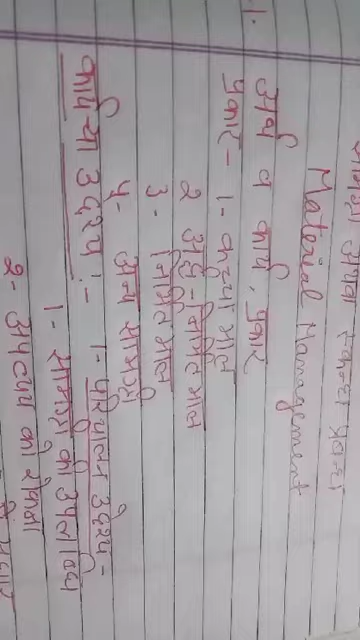 1.
सामग्री अथवा स्कन्ध प्रबन्ध
Material Management
अर्थ व कार्य, प्रकार
प्रकार - 1- कच्चा माल
2 अर्द्ध-निर्मित माल
3- निर्मित माल
4- अन्य सामग्री
कार्य या उद्देश्य :- 1- परिचालन उद्देश्य-
1- सामग्री की उपलब्धता
2- अपव्यय को रोकना